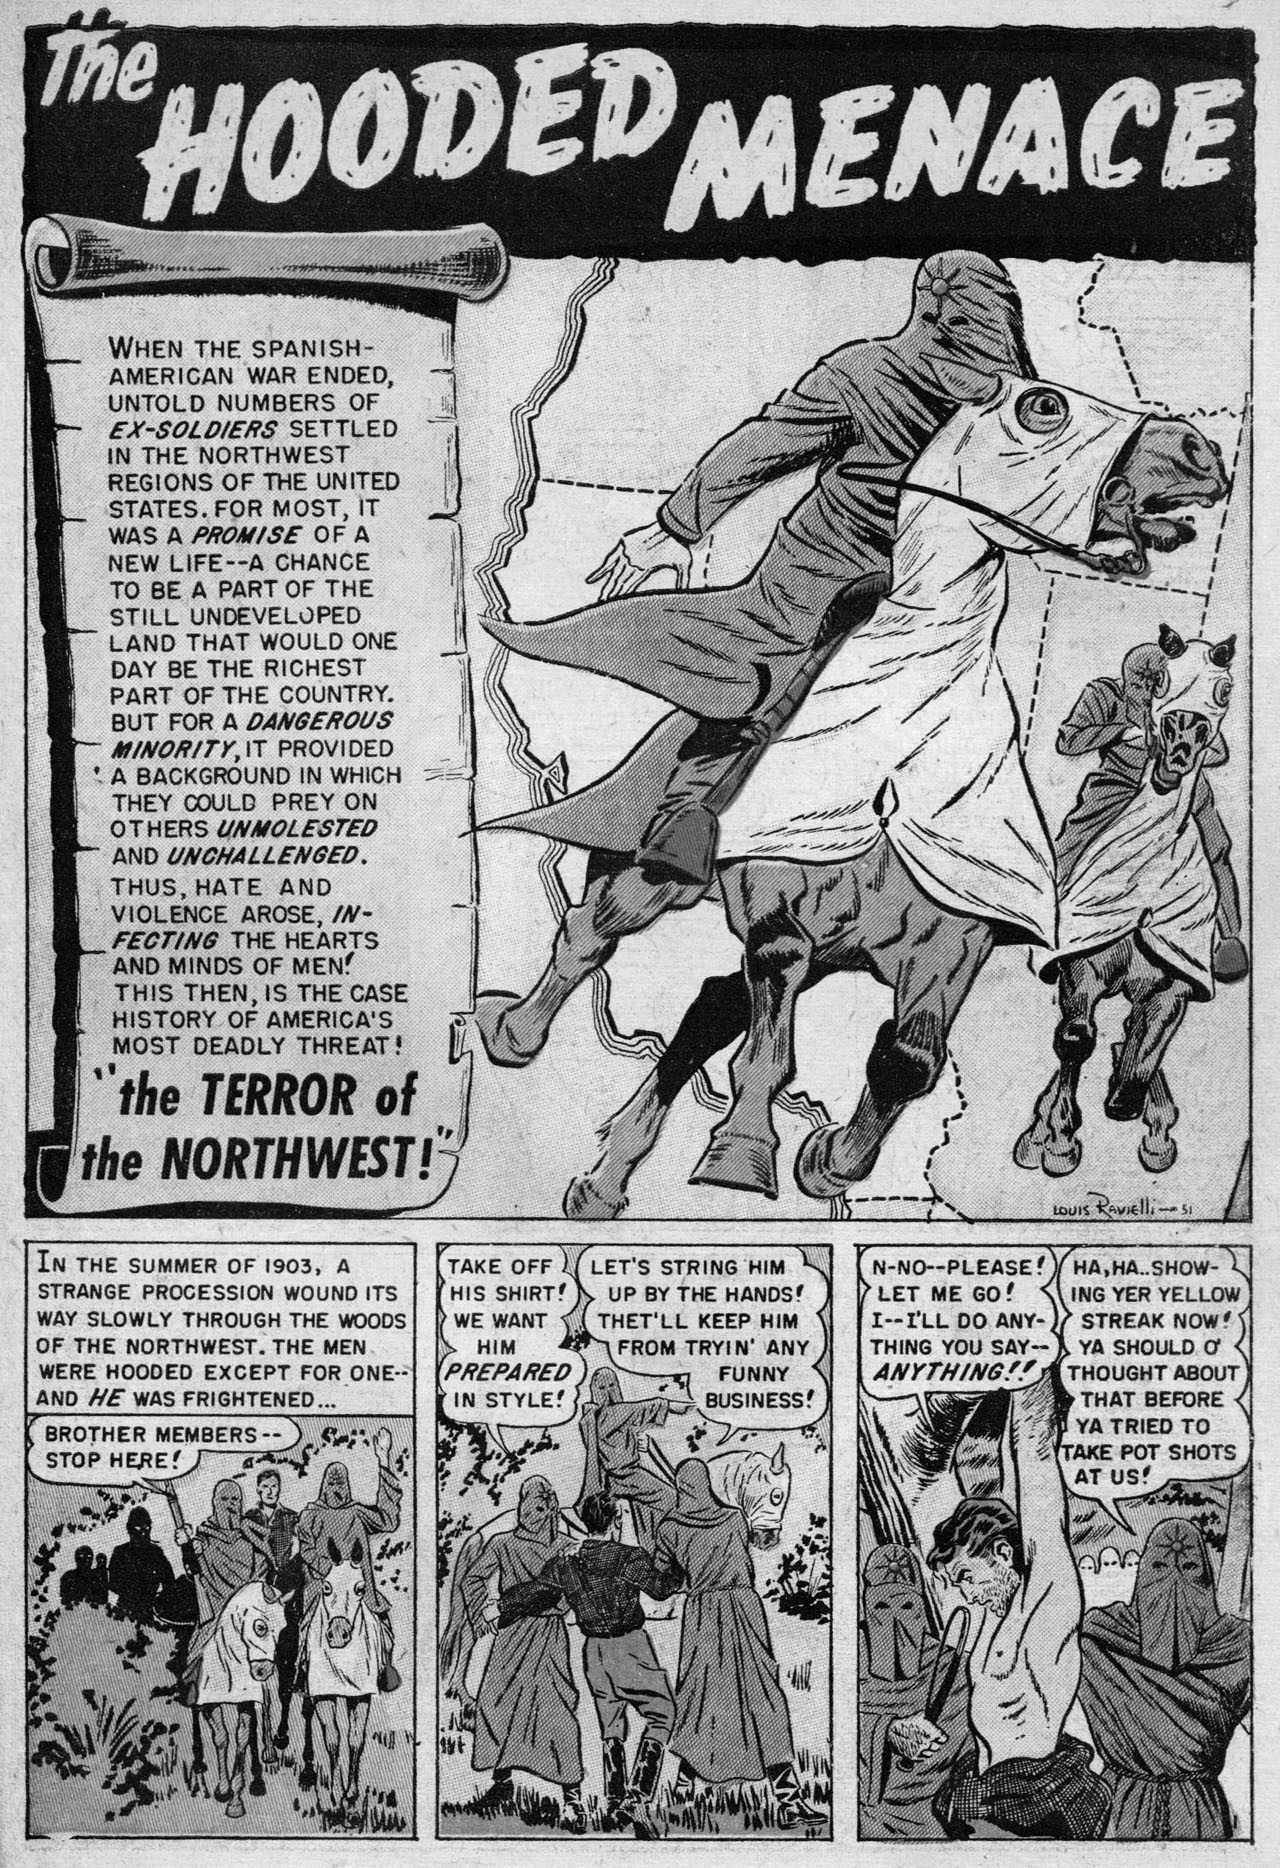 The
HOODED MENACE
WHEN THE SPANISH-
AMERICAN WAR ENDED,
UNTOLD NUMBERS OF
EX-SOLDIERS SETTLED
IN THE NORTHWEST
REGIONS OF THE UNITED
STATES. FOR MOST, IT
WAS A PROMISE OF A
NEW LIFE--A CHANCE
TO BE A PART OF THE
STILL UNDEVELOPED
LAND THAT WOULD ONE
DAY BE THE RICHEST
PART OF THE COUNTRY.
BUT FOR A DANGEROUS
MINORITY, IT PROVIDED
A BACKGROUND IN WHICH
THEY COULD PREY ON
OTHERS UNMOLESTED
AND UNCHALLENGED.
THUS, HATE AND
VIOLENCE AROSE, IN-
FECTING THE HEARTS
AND MINDS OF MEN!
THIS THEN, IS THE CASE
HISTORY OF AMERICA'S
MOST DEADLY THREAT!
"the TERROR of
the NORTHWEST!"
LOUIS RAVIELLI-51
IN THE SUMMER OF 1903, A
STRANGE PROCESSION WOUND ITS
WAY SLOWLY THROUGH THE WOODS
OF THE NORTHWEST. THE MEN
WERE HOODED EXCEPT FOR ONE--
AND HE WAS FRIGHTENED...
BROTHER MEMBERS--
STOP HERE!
TAKE OFF
HIS SHIRT!
WE WANT
HIM
PREPARED
IN STYLE!
LET'S STRING HIM
UP BY THE HANDS!
THET'LL KEEP HIM
FROM TRYIN' ANY
FUNNY
BUSINESS!
N-NO--PLEASE!
LET ME GO!
I--I'LL DO ANY-
THING YOU SAY--
ANYTHING!!
HA, HA..SHOW-
ING YER YELLOW
STREAK NOW!
YA SHOULD O'
THOUGHT ABOUT
THAT BEFORE
YA TRIED TO
TAKE POT SHOTS
AT US!